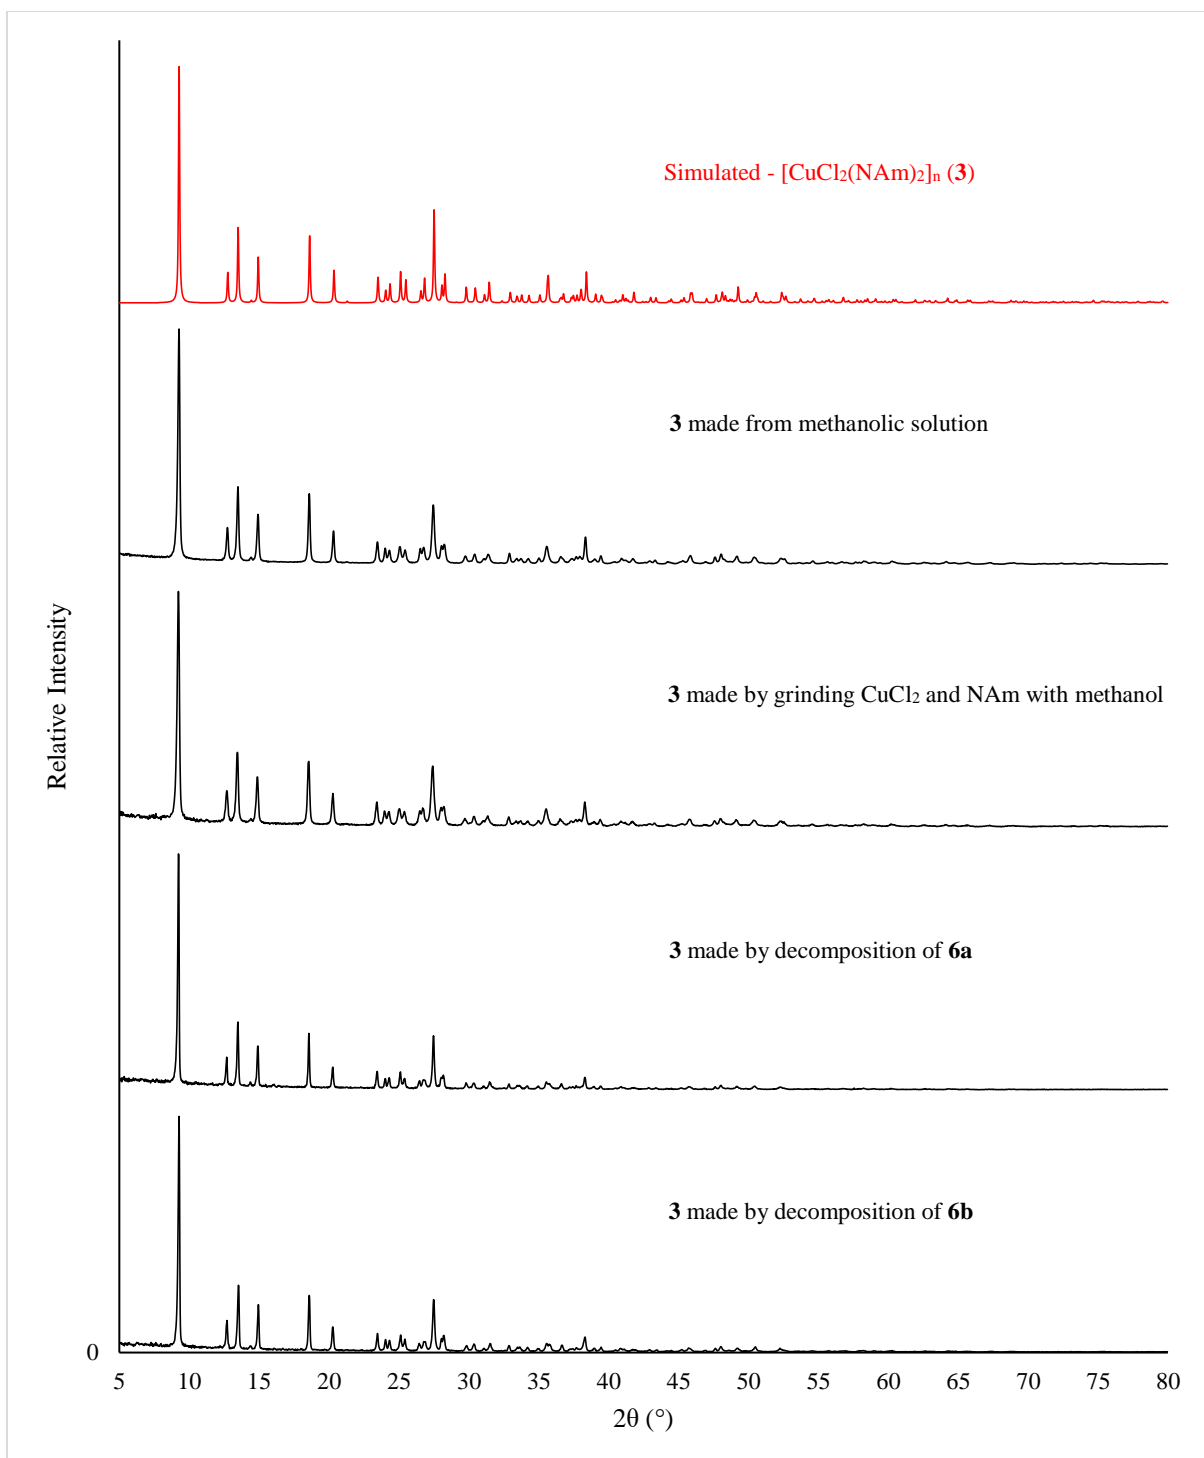 Simulated - [CuCl₂(NAm)₂]ₙ (3)
3 made from methanolic solution
Relative Intensity
3 made by grinding CuCl₂ and NAm with methanol
3 made by decomposition of 6a
3 made by decomposition of 6b
0
5 10 15 20 25 30 35 40 45 50 55 60 65 70 75 80
2θ (°)